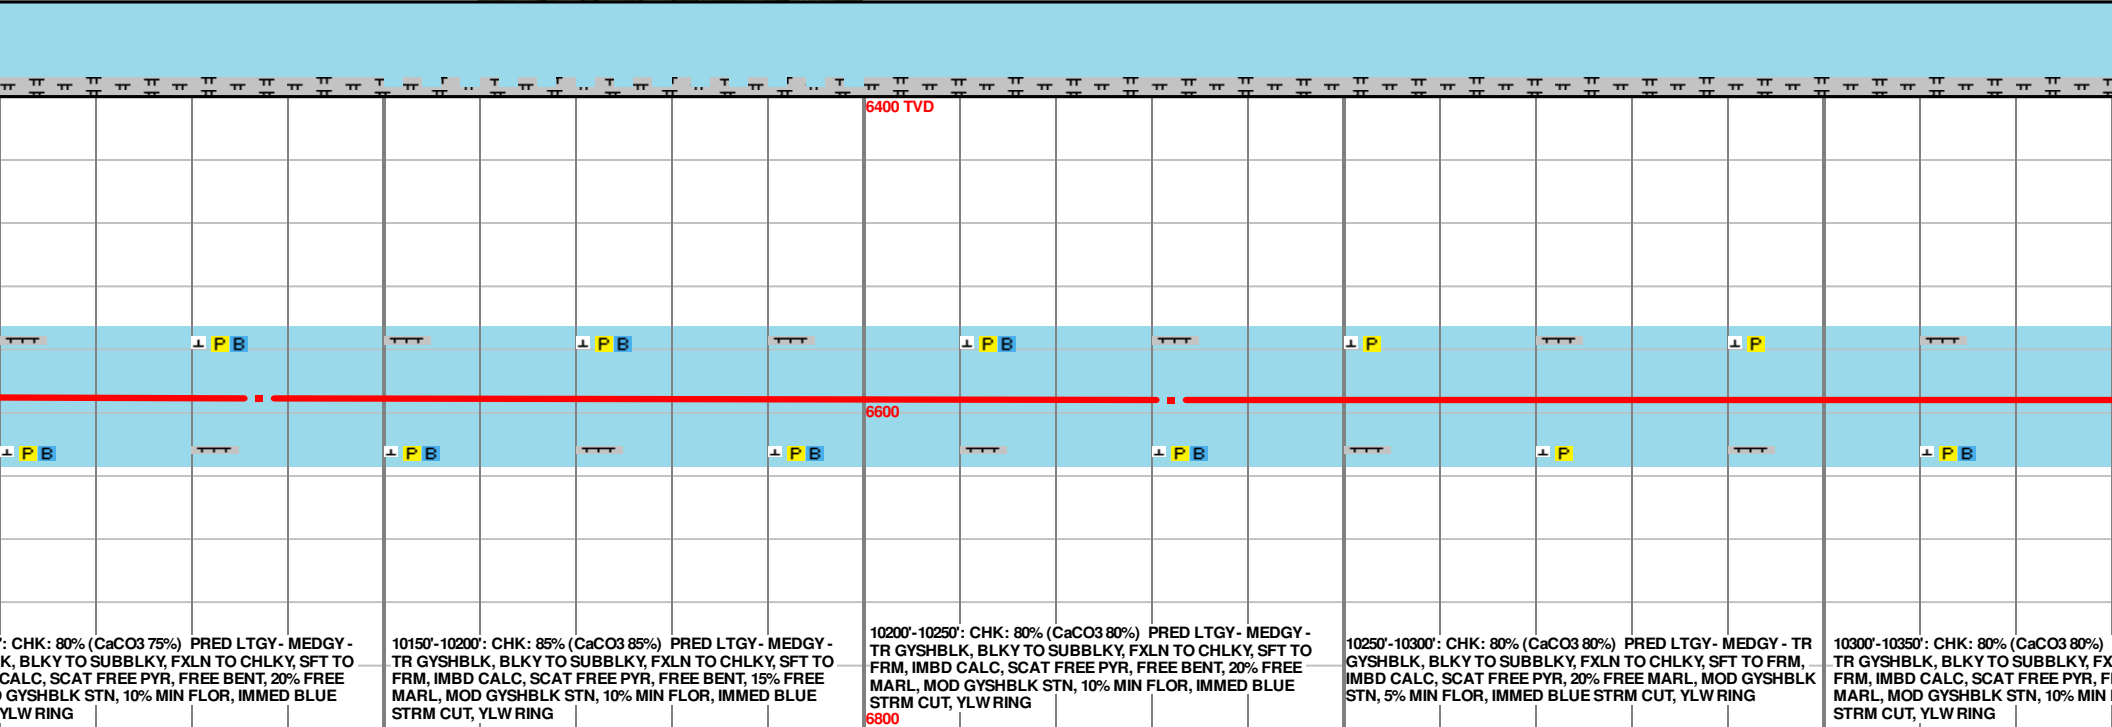 6400 TVD
⊥ P B
⊥ P B
⊥ P B
⊥ P
⊥ P
6600
⊥ P B
⊥ P B
⊥ P B
⊥ P B
⊥ P
⊥ P B
': CHK: 80% (CaCO3 75%) PRED LTGY - MEDGY -
K, BLKY TO SUBBLKY, FXLN TO CHLKY, SFT TO
CALC, SCAT FREE PYR, FREE BENT, 20% FREE
GYSHBLK STN, 10% MIN FLOR, IMMED BLUE
YLW RING
10150'-10200': CHK: 85% (CaCO3 85%) PRED LTGY - MEDGY -
TR GYSHBLK, BLKY TO SUBBLKY, FXLN TO CHLKY, SFT TO
FRM, IMBD CALC, SCAT FREE PYR, FREE BENT, 15% FREE
MARL, MOD GYSHBLK STN, 10% MIN FLOR, IMMED BLUE
STRM CUT, YLW RING
10200'-10250': CHK: 80% (CaCO3 80%) PRED LTGY - MEDGY -
TR GYSHBLK, BLKY TO SUBBLKY, FXLN TO CHLKY, SFT TO
FRM, IMBD CALC, SCAT FREE PYR, FREE BENT, 20% FREE
MARL, MOD GYSHBLK STN, 10% MIN FLOR, IMMED BLUE
STRM CUT, YLW RING
10250'-10300': CHK: 80% (CaCO3 80%) PRED LTGY - MEDGY - TR
GYSHBLK, BLKY TO SUBBLKY, FXLN TO CHLKY, SFT TO FRM,
IMBD CALC, SCAT FREE PYR, 20% FREE MARL, MOD GYSHBLK
STN, 5% MIN FLOR, IMMED BLUE STRM CUT, YLW RING
10300'-10350': CHK: 80% (CaCO3 80%)
TR GYSHBLK, BLKY TO SUBBLKY, FX
FRM, IMBD CALC, SCAT FREE PYR, F
MARL, MOD GYSHBLK STN, 10% MIN
STRM CUT, YLW RING
6800